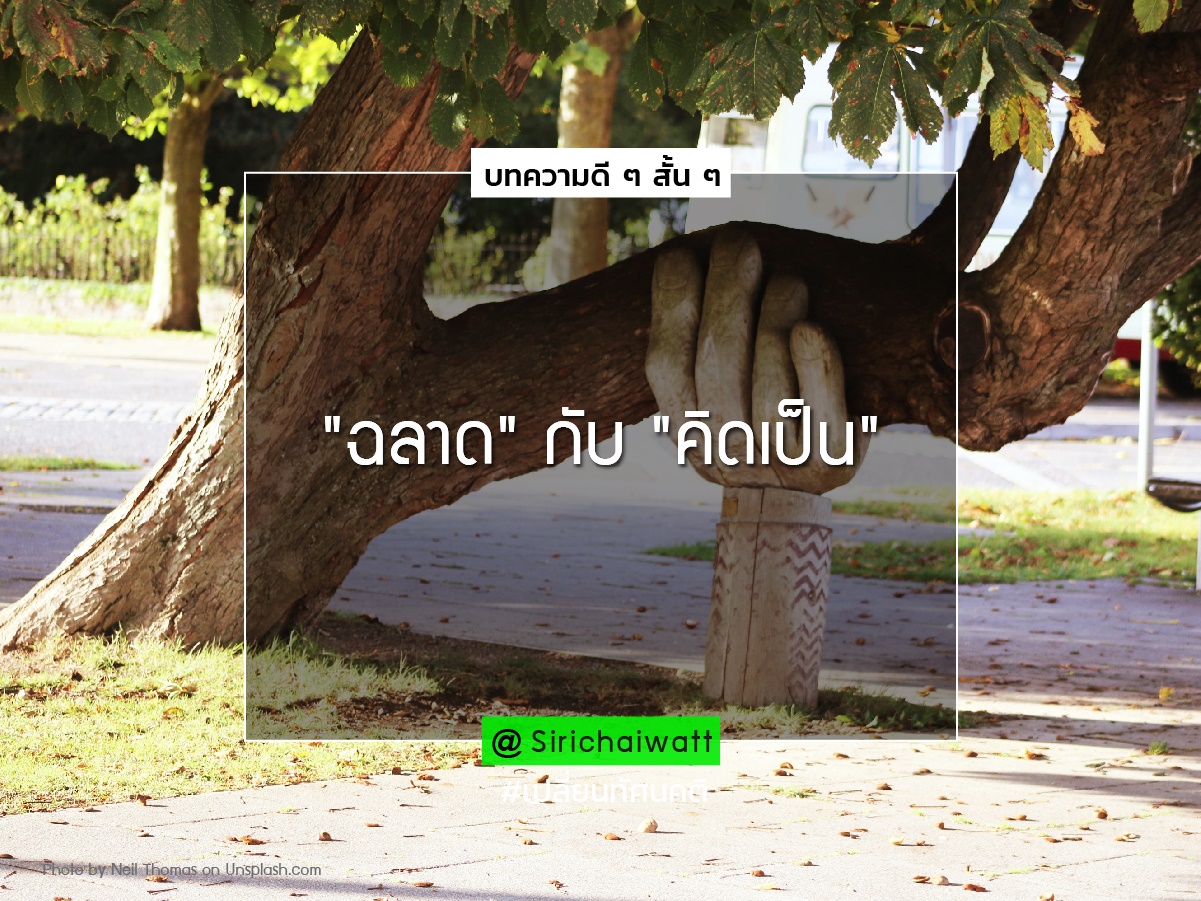 บทความดี ๆ สั้น ๆ
"ฉลาด" กับ "คิดเป็น"
@ Sirichaiwatt
#เปลี่ยนทัศนคติ
Photo by Neil Thomas on Unsplash.com